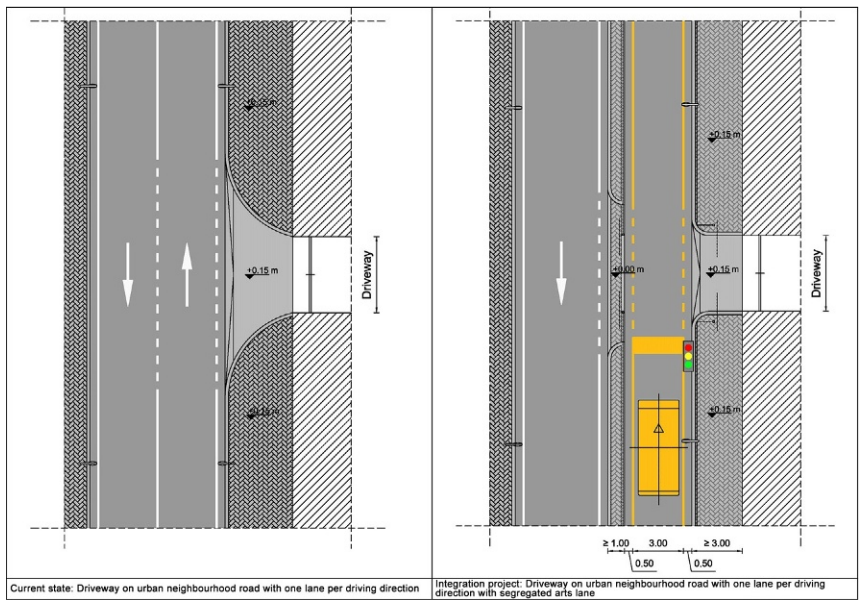 +0.15 m
+0.15 m
Driveway
+0.15 m
+0.15 m
+0.00 m
+0.15 m
Driveway
+0.15 m
≥ 1.00
3.00
≥ 3.00
0.50
0.50
Current state: Driveway on urban neighbourhood road with one lane per driving direction
Integration project: Driveway on urban neighbourhood road with one lane per driving
direction with segregated arts lane